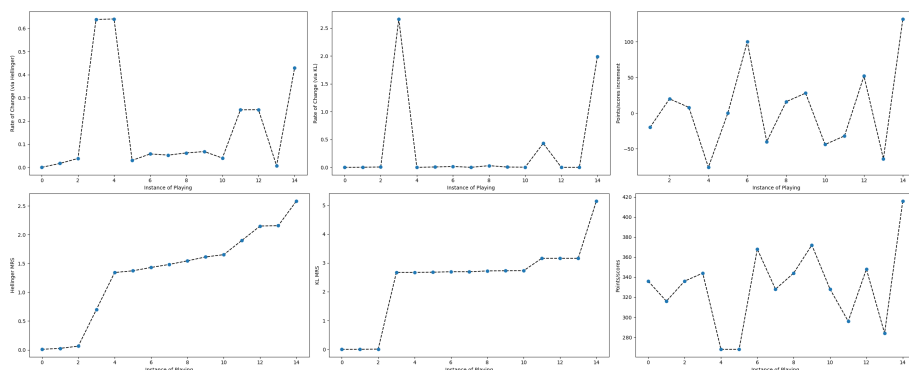 Rate of Change (via Hellinger)
0.6
0.5
0.4
0.3
0.2
0.1
0.0
0 2 4 6 8 10 12 14
Instance of Playing
Rate of Change (via KL)
2.5
2.0
1.5
1.0
0.5
0.0
0 2 4 6 8 10 12 14
Instance of Playing
Points/scores increment
100
50
0
−50
2 4 6 8 10 12 14
Instance of Playing
Hellinger MRS
2.5
2.0
1.5
1.0
0.5
0.0
0 2 4 6 8 10 12 14
Instance of Playing
KL MRS
5
4
3
2
1
0
0 2 4 6 8 10 12 14
Instance of Playing
Points/scores
420
400
380
360
340
320
300
280
0 2 4 6 8 10 12 14
Instance of Playing